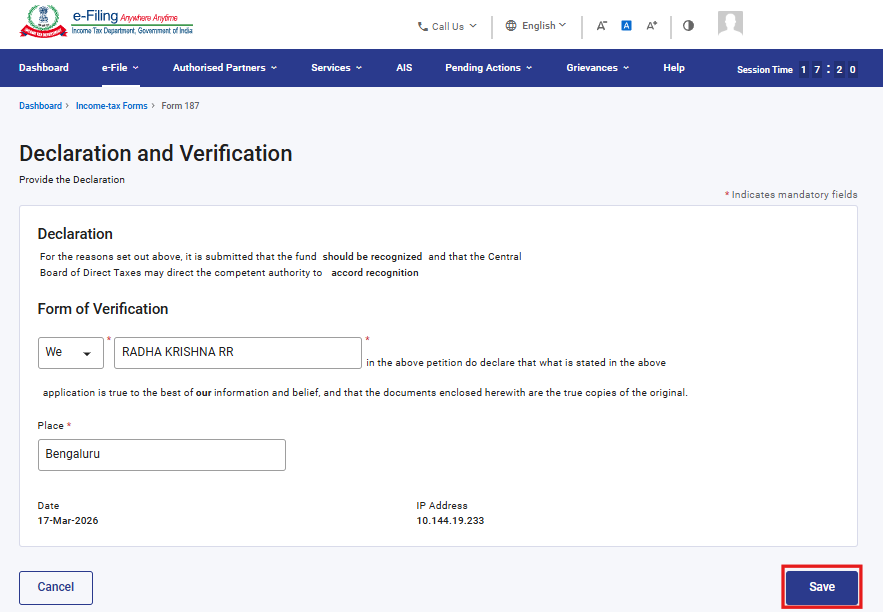 e-Filing Anywhere Anytime
Income Tax Department, Government of India
Call Us
English
A-
A
A+
Dashboard e-File Authorised Partners Services AIS Pending Actions Grievances Help Session Time 1 7 : 2 0
Dashboard > Income-tax Forms > Form 187
Declaration and Verification
Provide the Declaration
* Indicates mandatory fields
Declaration
For the reasons set out above, it is submitted that the fund should be recognized and that the Central
Board of Direct Taxes may direct the competent authority to accord recognition
Form of Verification
We * RADHA KRISHNA RR * in the above petition do declare that what is stated in the above
application is true to the best of our information and belief, and that the documents enclosed herewith are the true copies of the original.
Place *
Bengaluru
Date IP Address
17-Mar-2026 10.144.19.233
Cancel Save